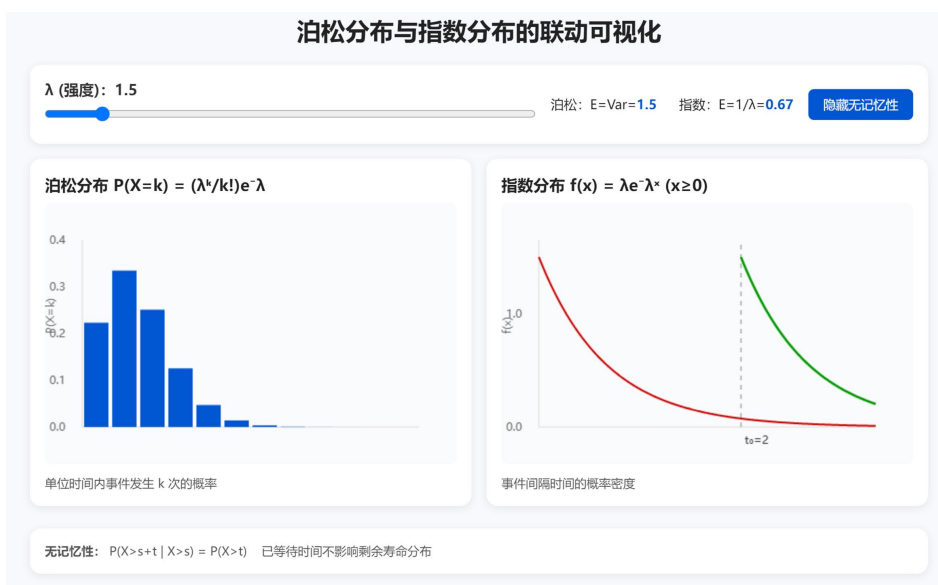 泊松分布与指数分布的联动可视化
λ (强度)：1.5
泊松：E=Var=1.5 指数：E=1/λ=0.67 隐藏无记忆性
泊松分布 P(X=k) = (λᵏ/k!)e⁻λ
0.4
0.3
0.2
0.1
0.0
P(X=k)
单位时间内事件发生 k 次的概率
指数分布 f(x) = λe⁻λˣ (x≥0)
1.0
0.0
f(x)
t₀=2
事件间隔时间的概率密度
无记忆性： P(X>s+t | X>s) = P(X>t) 已等待时间不影响剩余寿命分布